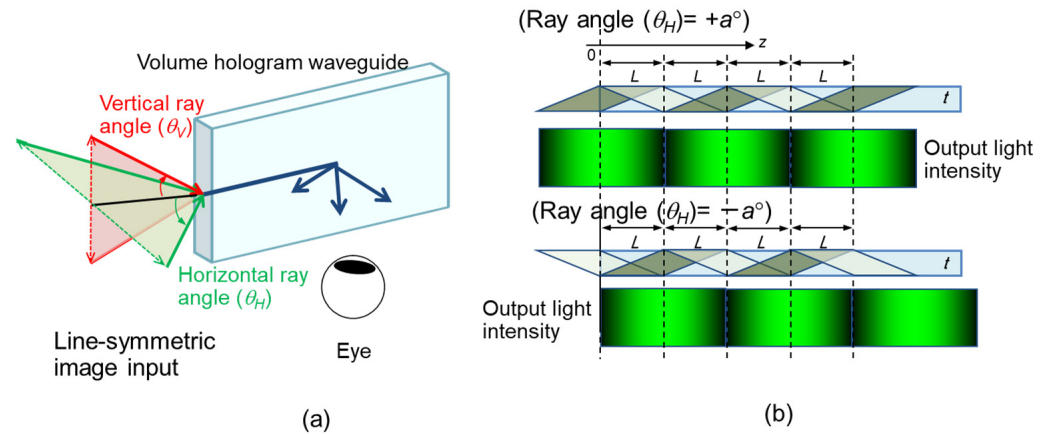 Volume hologram waveguide
Vertical ray
angle (θV)
Horizontal ray
angle (θH)
Line-symmetric
image input
Eye
(a)
(Ray angle (θH)= +a°)
0
z
L L L L
t
Output light
intensity
(Ray angle (θH)= －a°)
L L L L
t
Output light
intensity
(b)